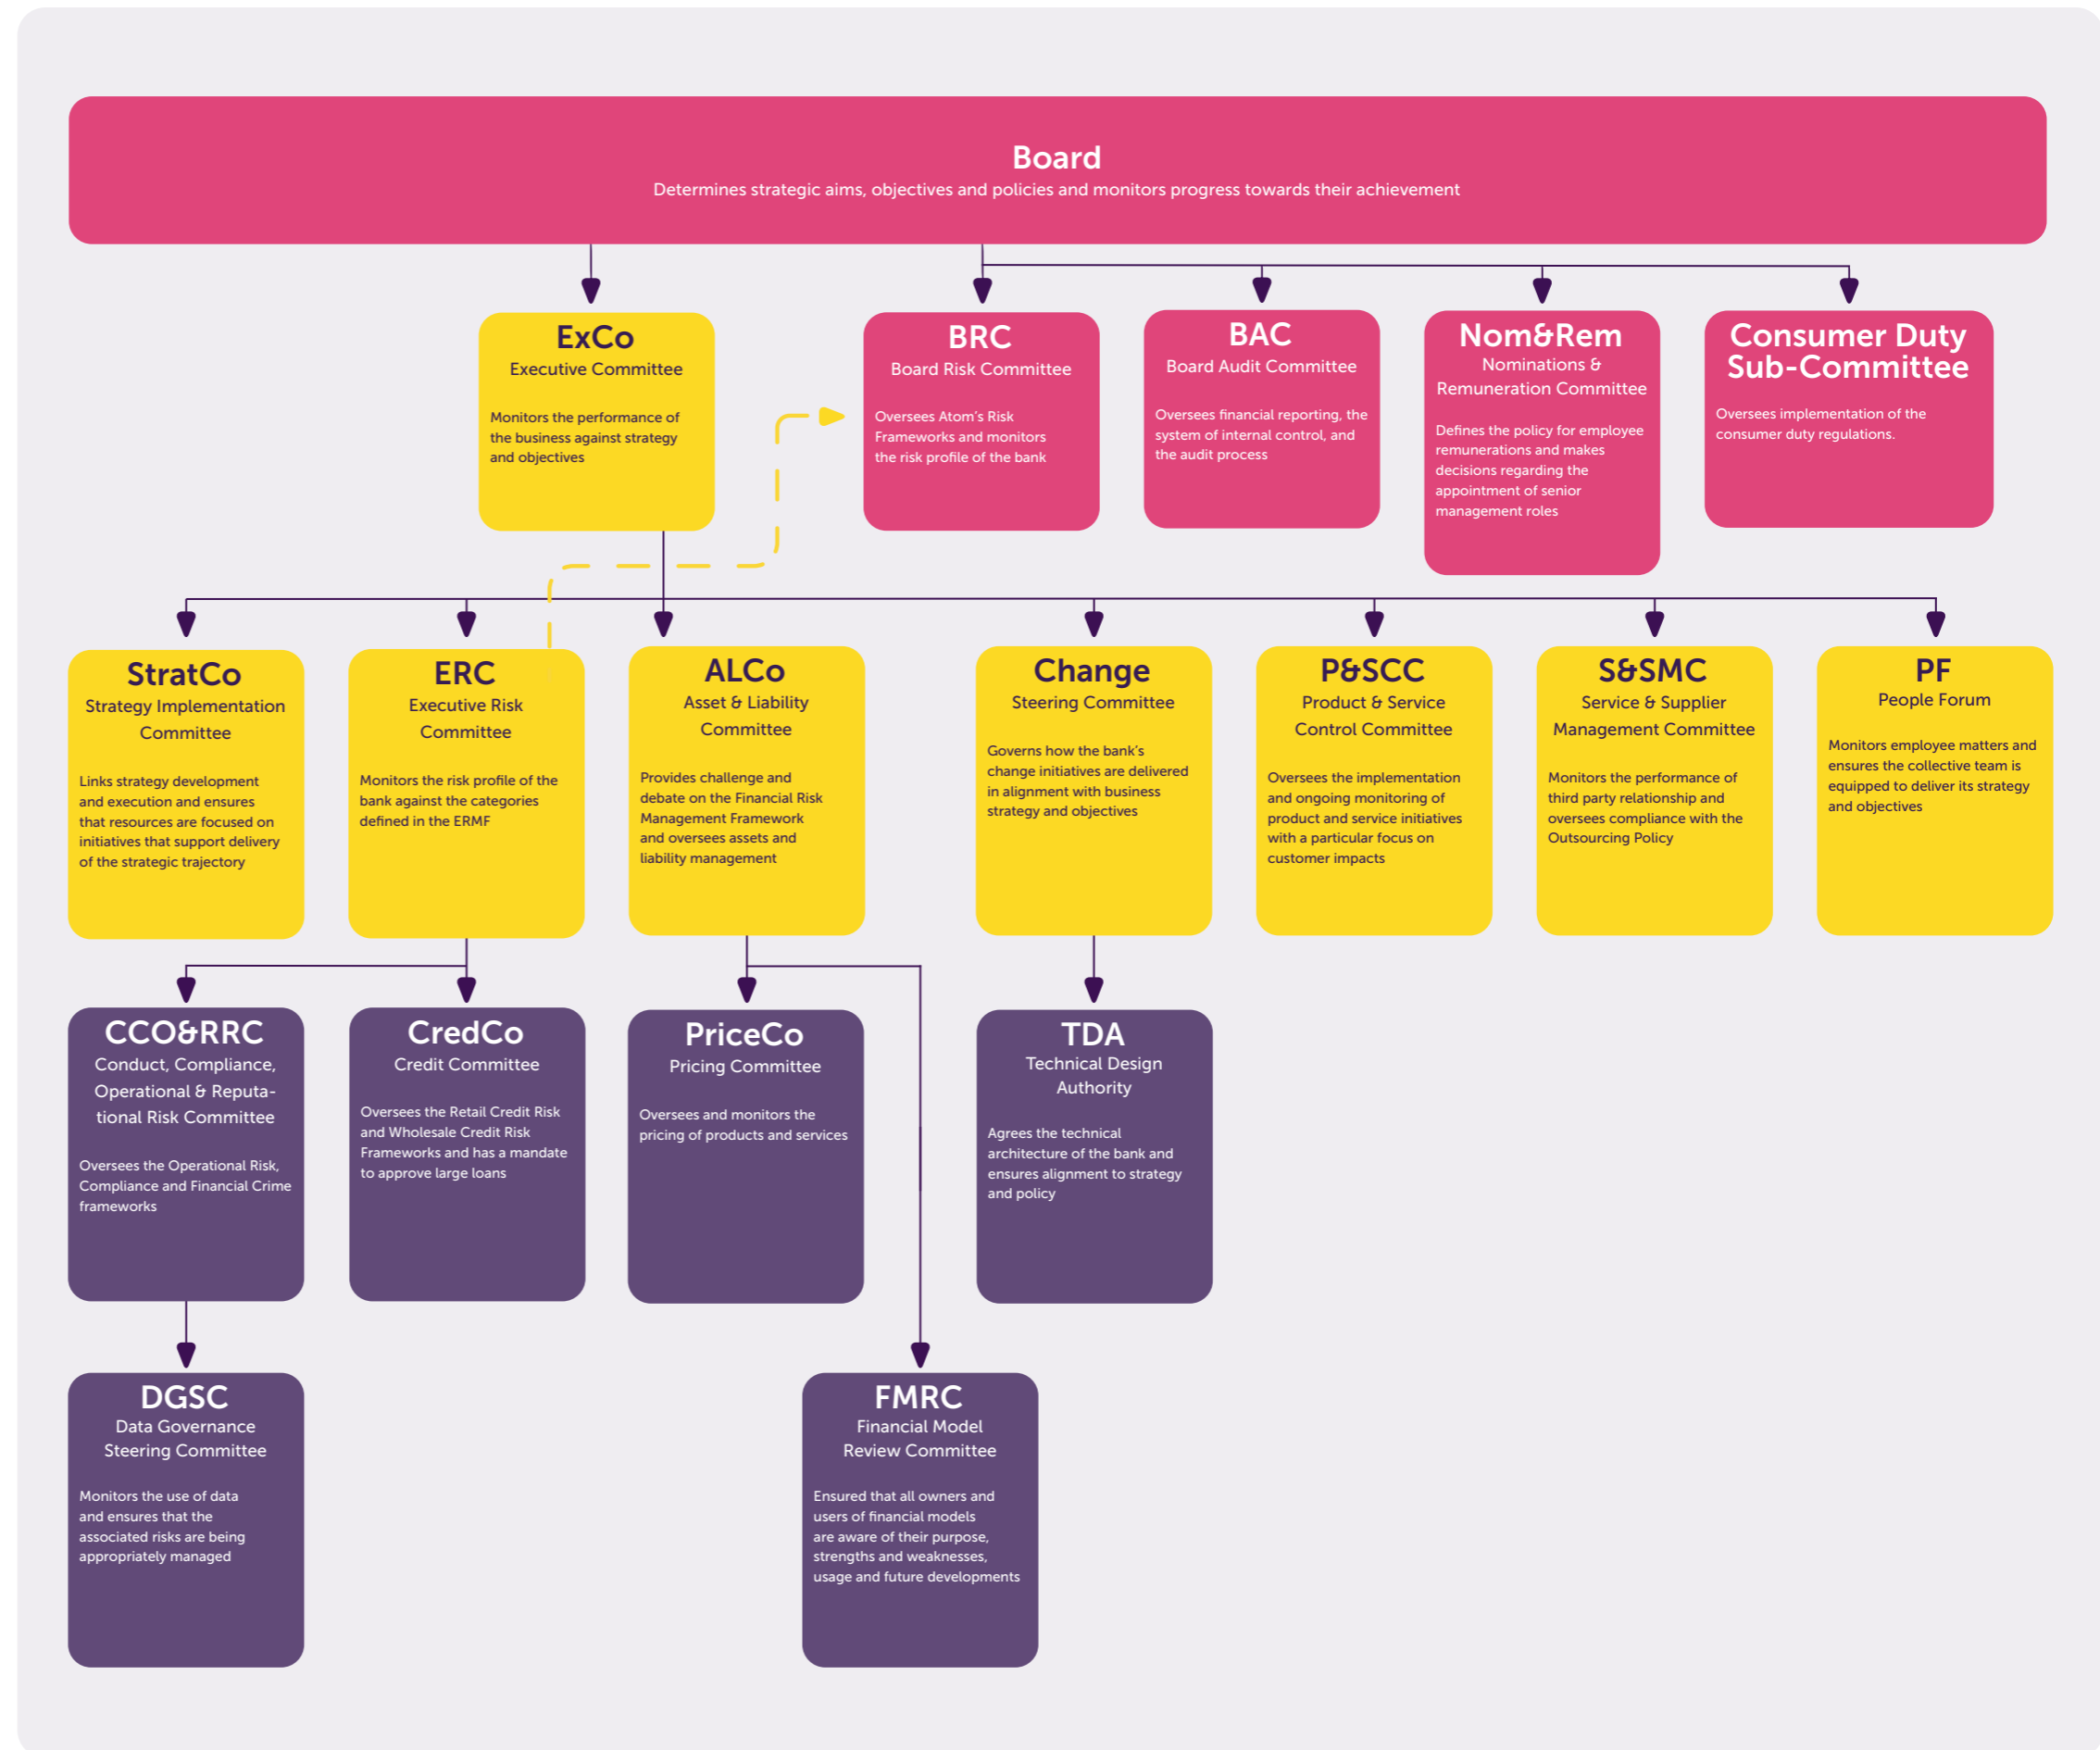 Board
Determines strategic aims, objectives and policies and monitors progress towards their achievement
ExCo
Executive Committee
Monitors the performance of
the business against strategy
and objectives
BRC
Board Risk Committee
Oversees Atom's Risk
Frameworks and monitors
the risk profile of the bank
BAC
Board Audit Committee
Oversees financial reporting, the
system of internal control, and
the audit process
Nom&Rem
Nominations &
Remuneration Committee
Defines the policy for employee
remunerations and makes
decisions regarding the
appointment of senior
management roles
Consumer Duty
Sub-Committee
Oversees implementation of the
consumer duty regulations.
StratCo
Strategy Implementation
Committee
Links strategy development
and execution and ensures
that resources are focused on
initiatives that support delivery
of the strategic trajectory
ERC
Executive Risk
Committee
Monitors the risk profile of the
bank against the categories
defined in the ERMF
ALCo
Asset & Liability
Committee
Provides challenge and
debate on the Financial Risk
Management Framework
and oversees assets and
liability management
Change
Steering Committee
Governs how the bank's
change initiatives are delivered
in alignment with business
strategy and objectives
P&SCC
Product & Service
Control Committee
Oversees the implementation
and ongoing monitoring of
product and service initiatives
with a particular focus on
customer impacts
S&SMC
Service & Supplier
Management Committee
Monitors the performance of
third party relationship and
oversees compliance with the
Outsourcing Policy
PF
People Forum
Monitors employee matters and
ensures the collective team is
equipped to deliver its strategy
and objectives
CCO&RRC
Conduct, Compliance,
Operational & Reputa-
tional Risk Committee
Oversees the Operational Risk,
Compliance and Financial Crime
frameworks
CredCo
Credit Committee
Oversees the Retail Credit Risk
and Wholesale Credit Risk
Frameworks and has a mandate
to approve large loans
PriceCo
Pricing Committee
Oversees and monitors the
pricing of products and services
TDA
Technical Design
Authority
Agrees the technical
architecture of the bank and
ensures alignment to strategy
and policy
DGSC
Data Governance
Steering Committee
Monitors the use of data
and ensures that the
associated risks are being
appropriately managed
FMRC
Financial Model
Review Committee
Ensured that all owners and
users of financial models
are aware of their purpose,
strengths and weaknesses,
usage and future developments